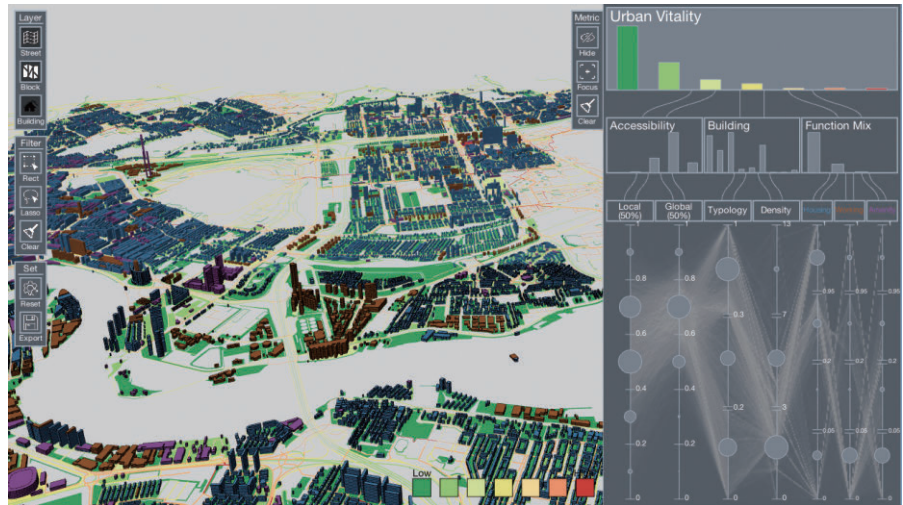 Layer
Street
Block
Building
Filter
Rect
Lasso
Clear
Set
Reset
Export
Metric
Hide
Focus
Clear
Low
Urban Vitality
Accessibility
Building
Function Mix
Local
(50%)
Global
(50%)
Typology
Density
Housing
0.8
0.6
0.4
0.2
0
0.8
0.6
0.4
0.2
0
0.3
0.2
0
7
3
0
0.95
0.2
0.05
0
0.95
0.2
0.05
0
0.95
0.2
0.05
0